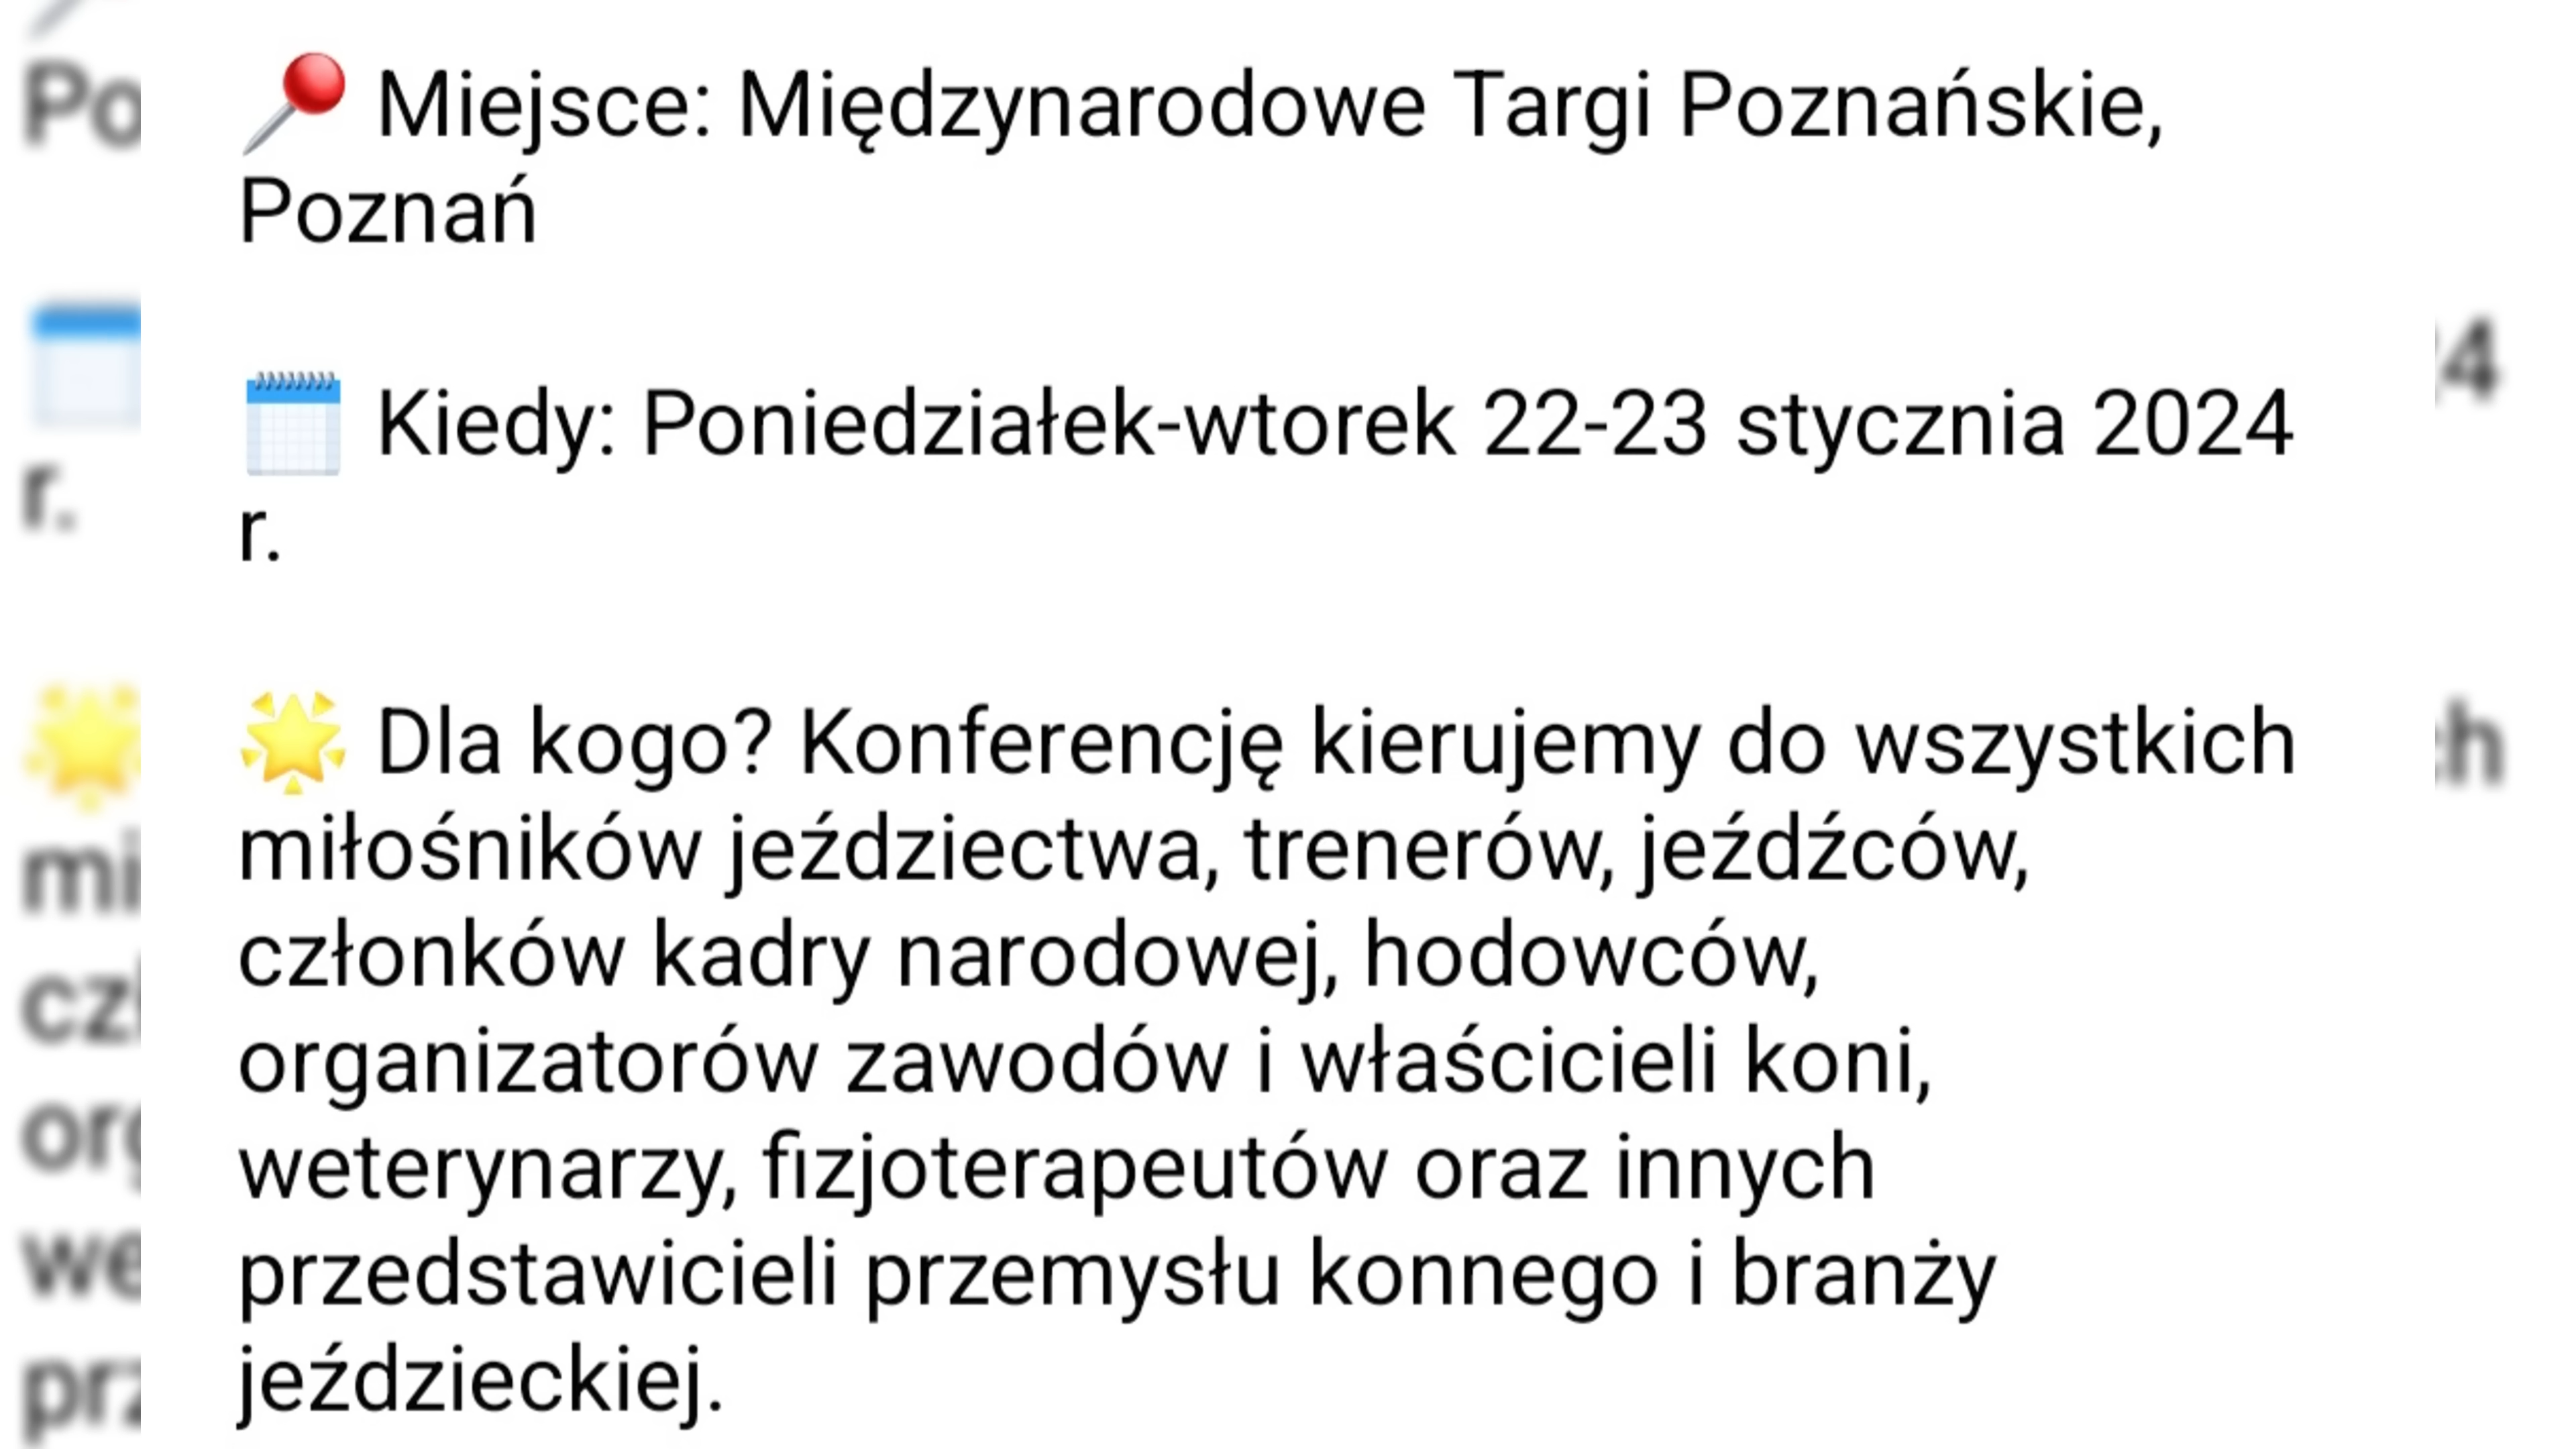 📍 Miejsce: Międzynarodowe Targi Poznańskie,
Poznań
🗓️ Kiedy: Poniedziałek-wtorek 22-23 stycznia 2024
r.
🌟 Dla kogo? Konferencję kierujemy do wszystkich
miłośników jeździectwa, trenerów, jeźdźców,
członków kadry narodowej, hodowców,
organizatorów zawodów i właścicieli koni,
weterynarzy, fizjoterapeutów oraz innych
przedstawicieli przemysłu konnego i branży
jeździeckiej.